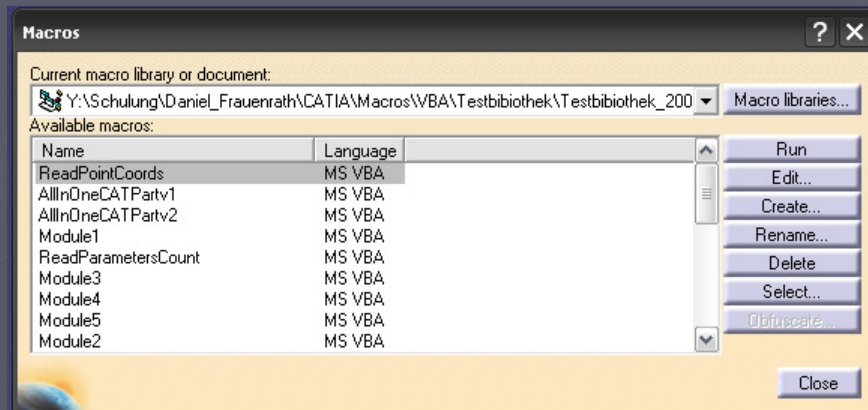 Macros
Current macro library or document:
Y:\Schulung\Daniel_Frauenrath\CATIA\Macros\VBA\Testbibiothek\Testbibiothek_200 Macro libraries...
Available macros:
Name Language
ReadPointCoords MS VBA Run
AllInOneCATPartv1 MS VBA Edit...
AllInOneCATPartv2 MS VBA Create...
Module1 MS VBA Rename...
ReadParametersCount MS VBA Delete
Module3 MS VBA Select...
Module4 MS VBA Obfuscate...
Module5 MS VBA
Module2 MS VBA
Close